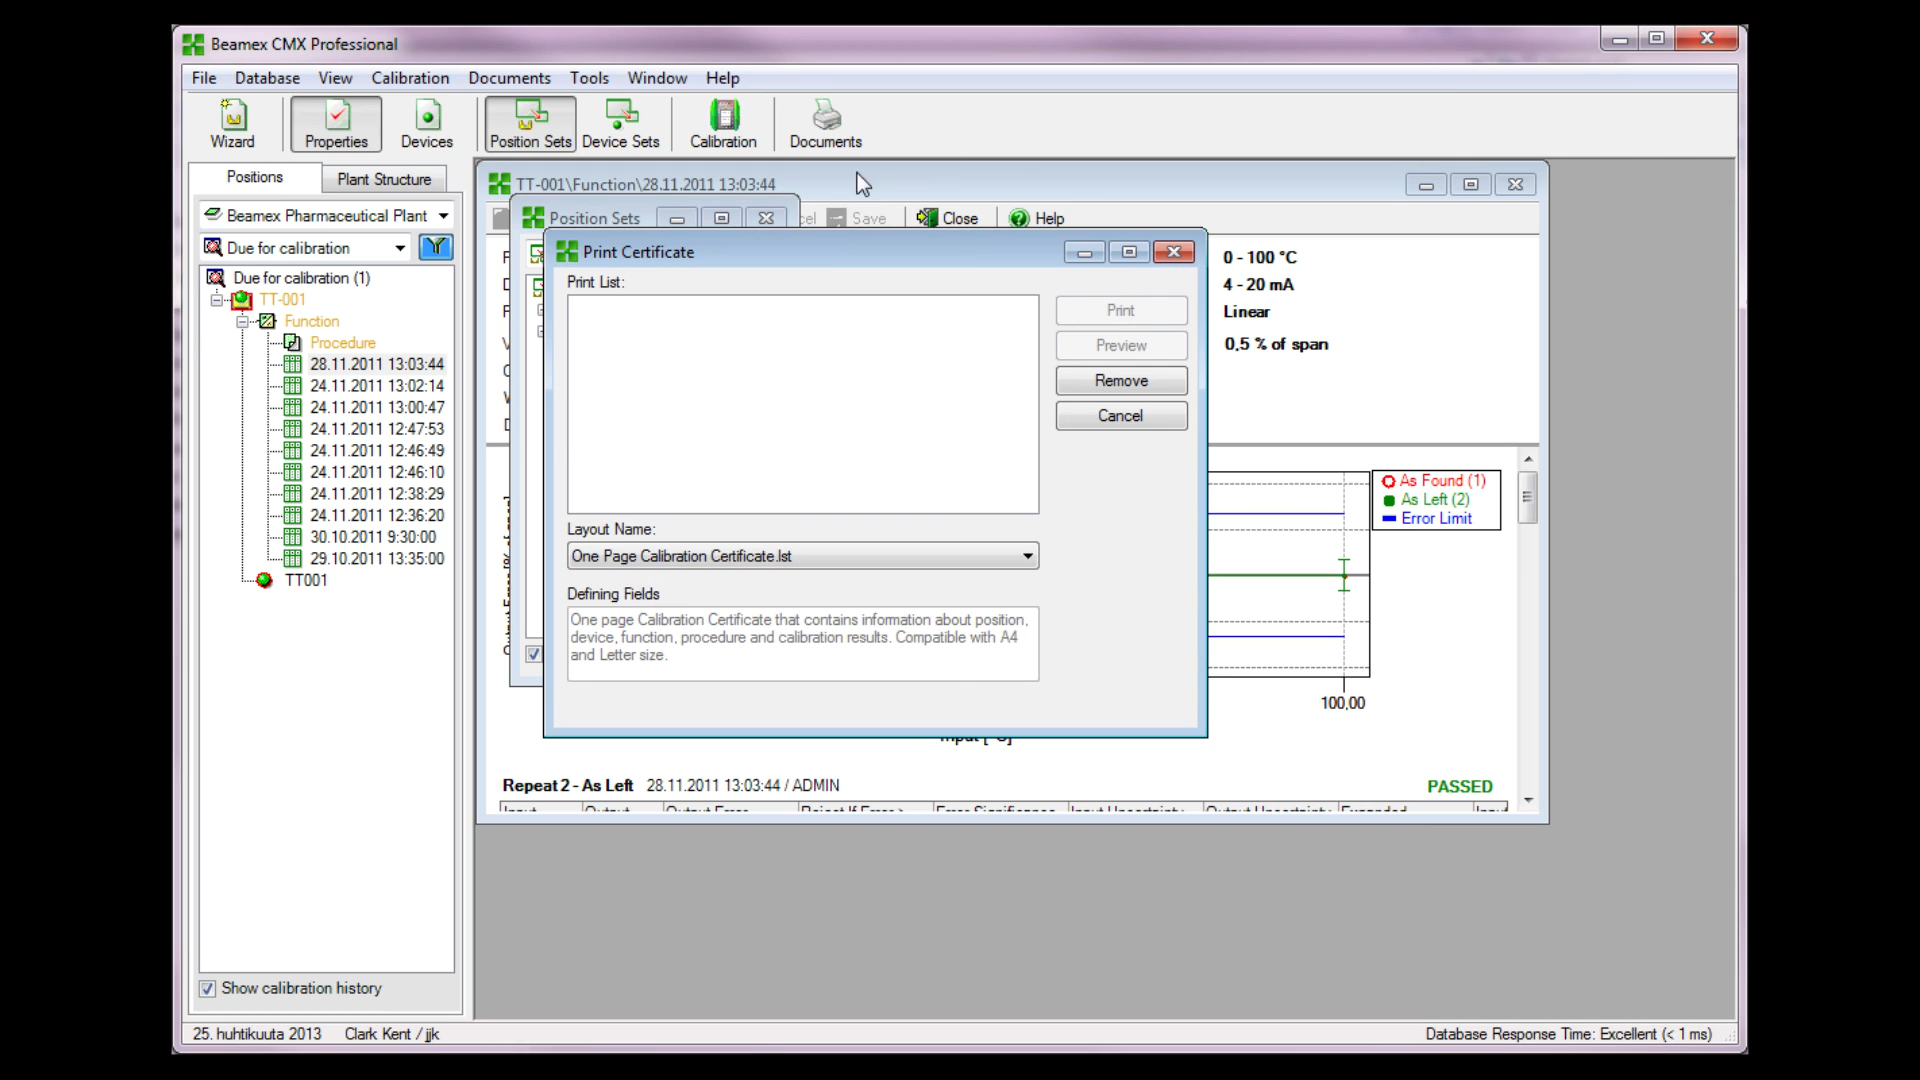 Beamex CMX Professional
File Database View Calibration Documents Tools Window Help
Wizard Properties Devices Position Sets Device Sets Calibration Documents
Positions Plant Structure
Beamex Pharmaceutical Plant
Due for calibration
Due for calibration (1)
TT-001
Function
Procedure
28.11.2011 13:03:44
24.11.2011 13:02:14
24.11.2011 13:00:47
24.11.2011 12:47:53
24.11.2011 12:46:49
24.11.2011 12:46:10
24.11.2011 12:38:29
24.11.2011 12:36:20
30.10.2011 9:30:00
29.10.2011 13:35:00
TT001
Show calibration history
TT-001\Function\28.11.2011 13:03:44
Save Close Help
Position Sets
Print Certificate
Print List:
Print
Preview
Remove
Cancel
Layout Name:
One Page Calibration Certificate.lst
Defining Fields
One page Calibration Certificate that contains information about position,
device, function, procedure and calibration results. Compatible with A4
and Letter size.
0 - 100 °C
4 - 20 mA
Linear
0,5 % of span
As Found (1)
As Left (2)
Error Limit
100,00
Repeat 2 - As Left 28.11.2011 13:03:44 / ADMIN PASSED
25. huhtikuuta 2013 Clark Kent / jjk Database Response Time: Excellent (< 1 ms)